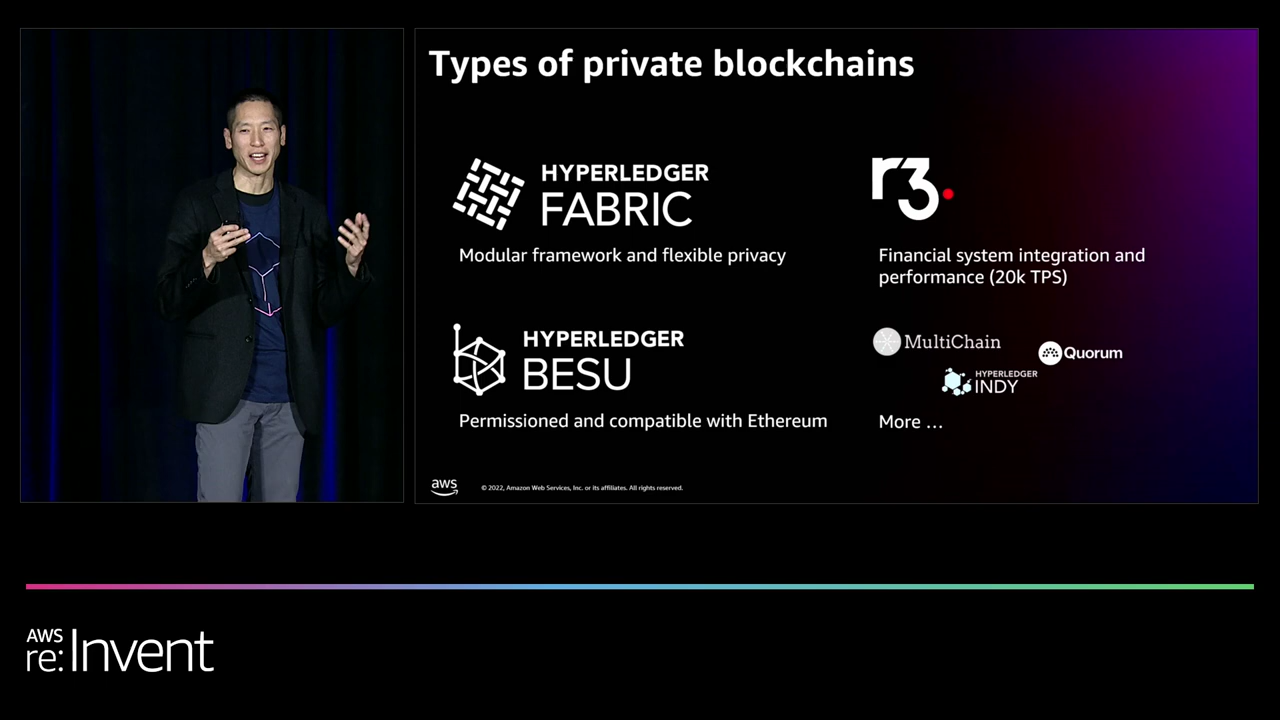 Types of private blockchains
HYPERLEDGER
FABRIC
Modular framework and flexible privacy
r3.
Financial system integration and
performance (20k TPS)
HYPERLEDGER
BESU
Permissioned and compatible with Ethereum
MultiChain
Quorum
HYPERLEDGER
INDY
More ...
aws
© 2022, Amazon Web Services, Inc. or its affiliates. All rights reserved.
AWS
re:Invent